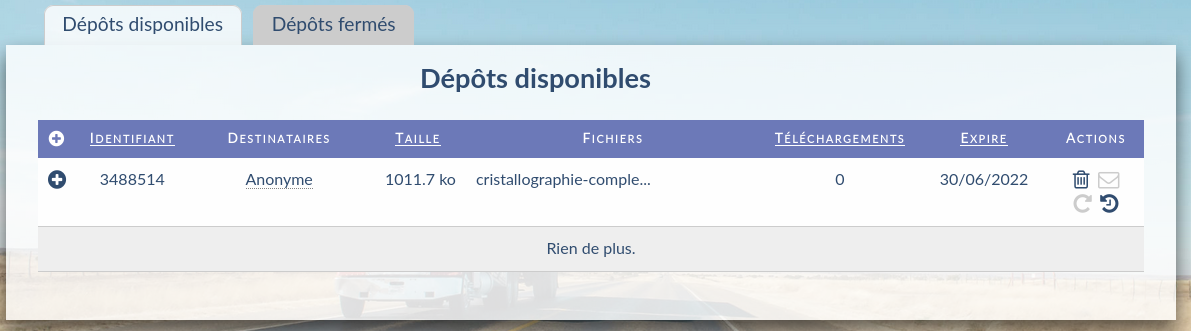 Dépôts disponibles Dépôts fermés
Dépôts disponibles
Identifiant Destinataires Taille Fichiers Téléchargements Expire Actions
3488514 Anonyme 1011.7 ko cristallographie-comple... 0 30/06/2022
Rien de plus.